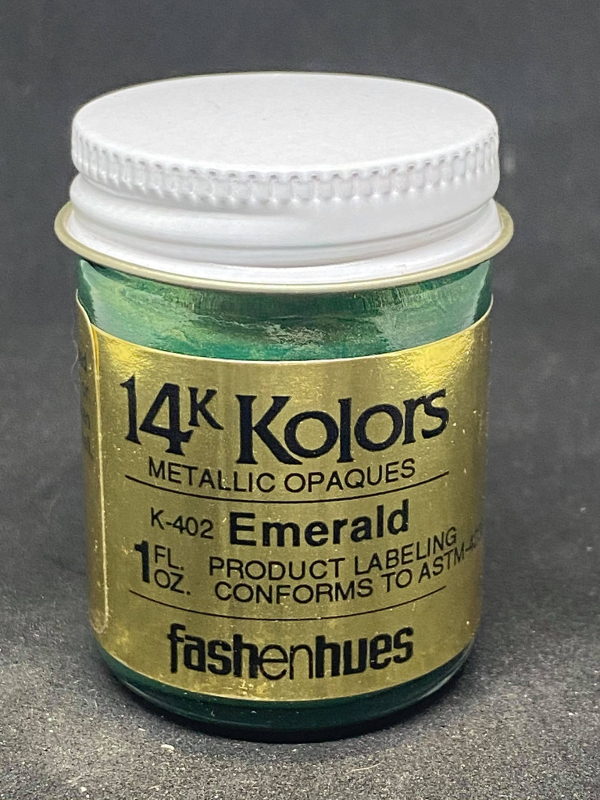 14K Kolors
METALLIC OPAQUES
K-402 Emerald
1 FL. OZ.
PRODUCT LABELING
CONFORMS TO ASTM-
fashenhues